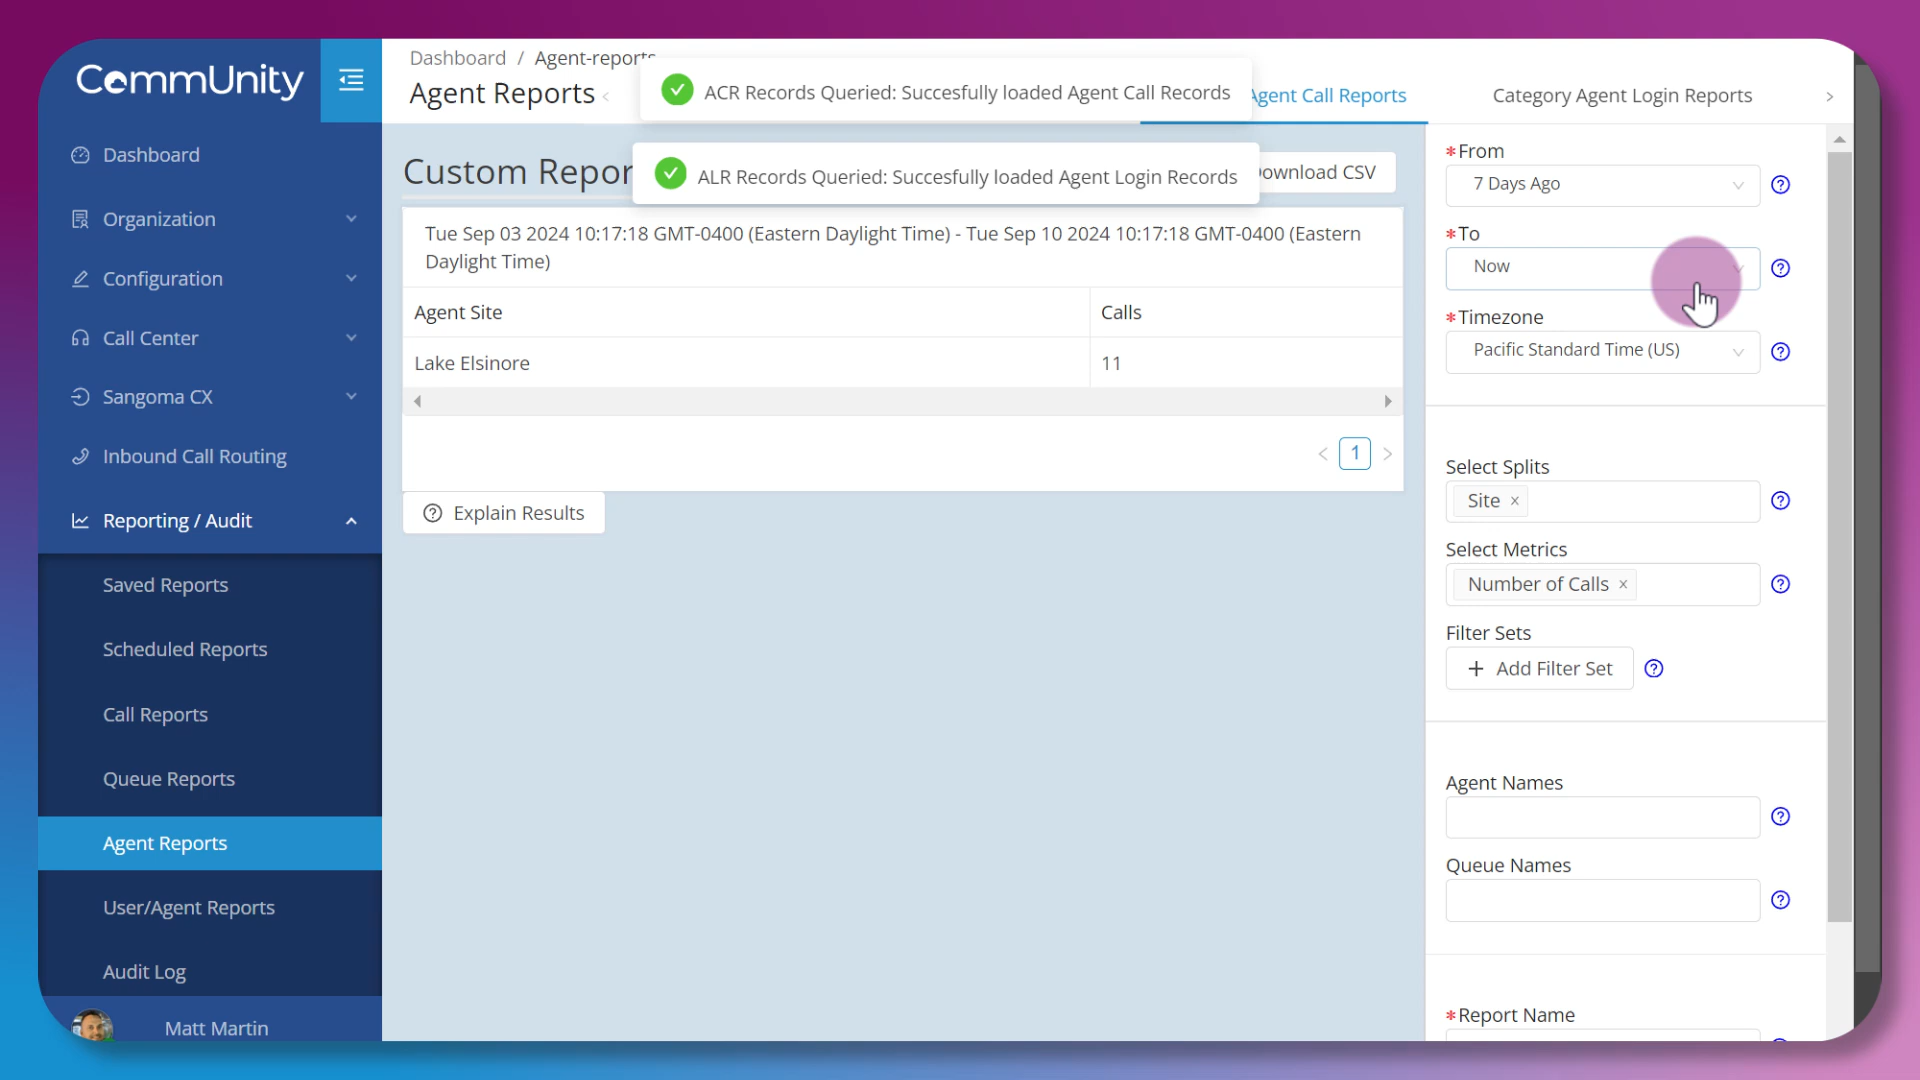 CommUnity
Dashboard
Organization
Configuration
Call Center
Sangoma CX
Inbound Call Routing
Reporting / Audit
Saved Reports
Scheduled Reports
Call Reports
Queue Reports
Agent Reports
User/Agent Reports
Audit Log
Matt Martin
Dashboard / Agent-reports
Agent Reports
ACR Records Queried: Succesfully loaded Agent Call Records
Agent Call Reports
Category Agent Login Reports
Custom Repor
ALR Records Queried: Succesfully loaded Agent Login Records
ownload CSV
Tue Sep 03 2024 10:17:18 GMT-0400 (Eastern Daylight Time) - Tue Sep 10 2024 10:17:18 GMT-0400 (Eastern
Daylight Time)
Agent Site Calls
Lake Elsinore 11
< 1 >
Explain Results
*From
7 Days Ago
*To
Now
*Timezone
Pacific Standard Time (US)
Select Splits
Site ×
Select Metrics
Number of Calls ×
Filter Sets
+ Add Filter Set
Agent Names
Queue Names
*Report Name